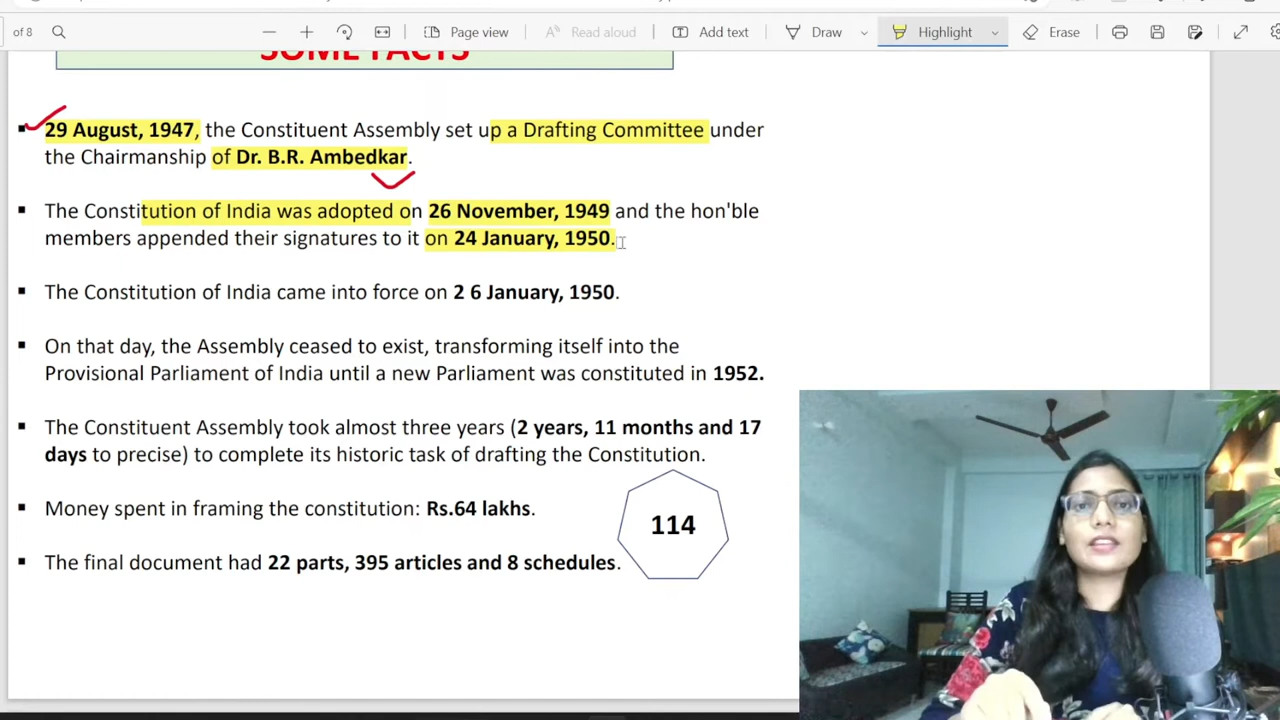 of 8
Page view
Read aloud
Add text
Draw
Highlight
Erase
SOME FACTS
▪ 29 August, 1947, the Constituent Assembly set up a Drafting Committee under
the Chairmanship of Dr. B.R. Ambedkar.
▪ The Constitution of India was adopted on 26 November, 1949 and the hon'ble
members appended their signatures to it on 24 January, 1950.
▪ The Constitution of India came into force on 2 6 January, 1950.
▪ On that day, the Assembly ceased to exist, transforming itself into the
Provisional Parliament of India until a new Parliament was constituted in 1952.
▪ The Constituent Assembly took almost three years (2 years, 11 months and 17
days to precise) to complete its historic task of drafting the Constitution.
▪ Money spent in framing the constitution: Rs.64 lakhs.
114
▪ The final document had 22 parts, 395 articles and 8 schedules.